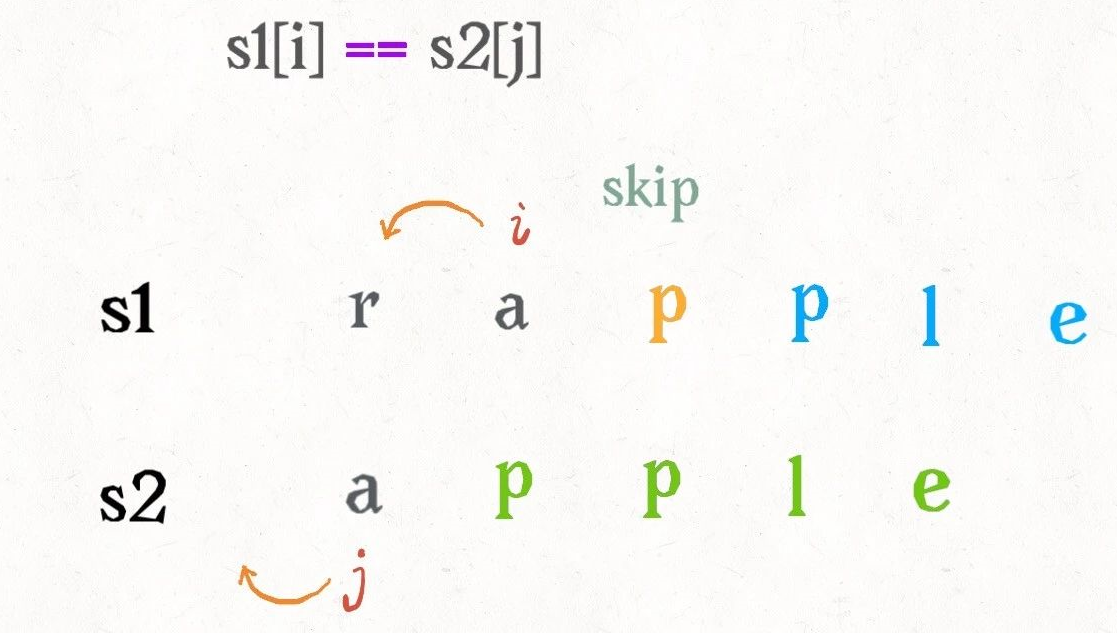 s1[i] == s2[j]
skip
i
s1 r a p p l e
s2 a p p l e
j